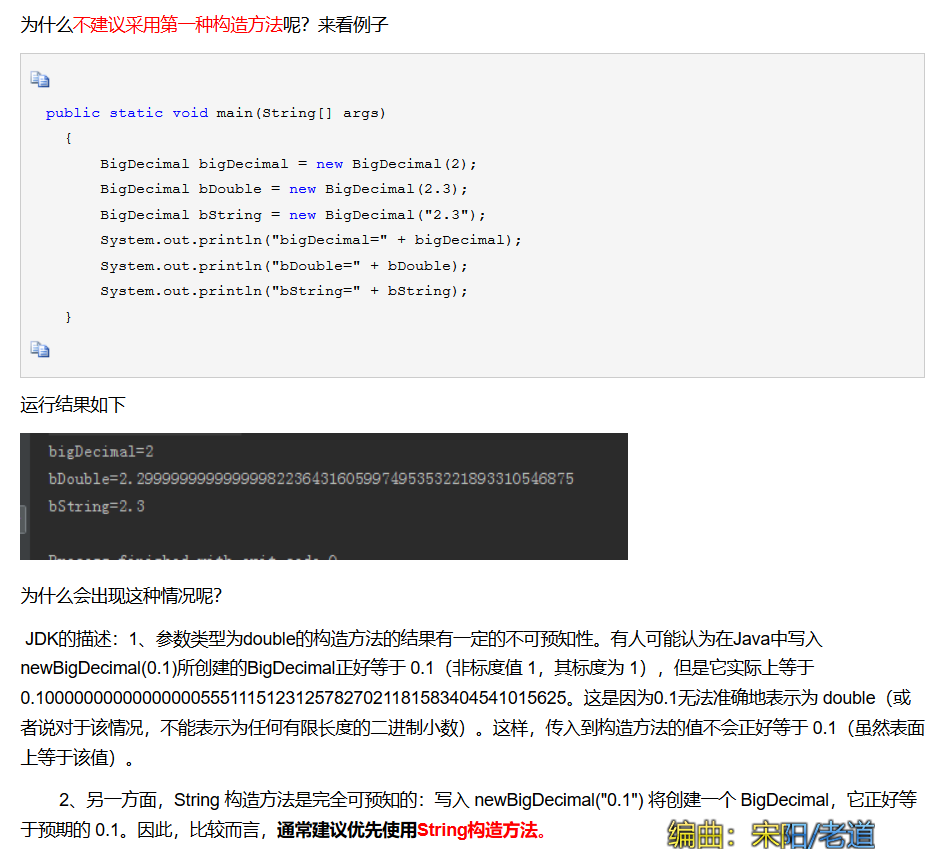 为什么不建议采用第一种构造方法呢？来看例子
public static void main(String[] args)
{
BigDecimal bigDecimal = new BigDecimal(2);
BigDecimal bDouble = new BigDecimal(2.3);
BigDecimal bString = new BigDecimal("2.3");
System.out.println("bigDecimal=" + bigDecimal);
System.out.println("bDouble=" + bDouble);
System.out.println("bString=" + bString);
}
运行结果如下
bigDecimal=2
bDouble=2.29999999999999982236431605997495353221893310546875
bString=2.3
Process finished with exit code 0
为什么会出现这种情况呢？
JDK的描述：1、参数类型为double的构造方法的结果有一定的不可预知性。有人可能认为在Java中写入
newBigDecimal(0.1)所创建的BigDecimal正好等于 0.1（非标度值 1，其标度为 1），但是它实际上等于
0.1000000000000000055511151231257827021181583404541015625。这是因为0.1无法准确地表示为 double（或
者说对于该情况，不能表示为任何有限长度的二进制小数）。这样，传入到构造方法的值不会正好等于 0.1（虽然表面
上等于该值）。
2、另一方面，String 构造方法是完全可预知的：写入 newBigDecimal("0.1") 将创建一个 BigDecimal，它正好等
于预期的 0.1。因此，比较而言，通常建议优先使用String构造方法。
编曲：宋阳/老道